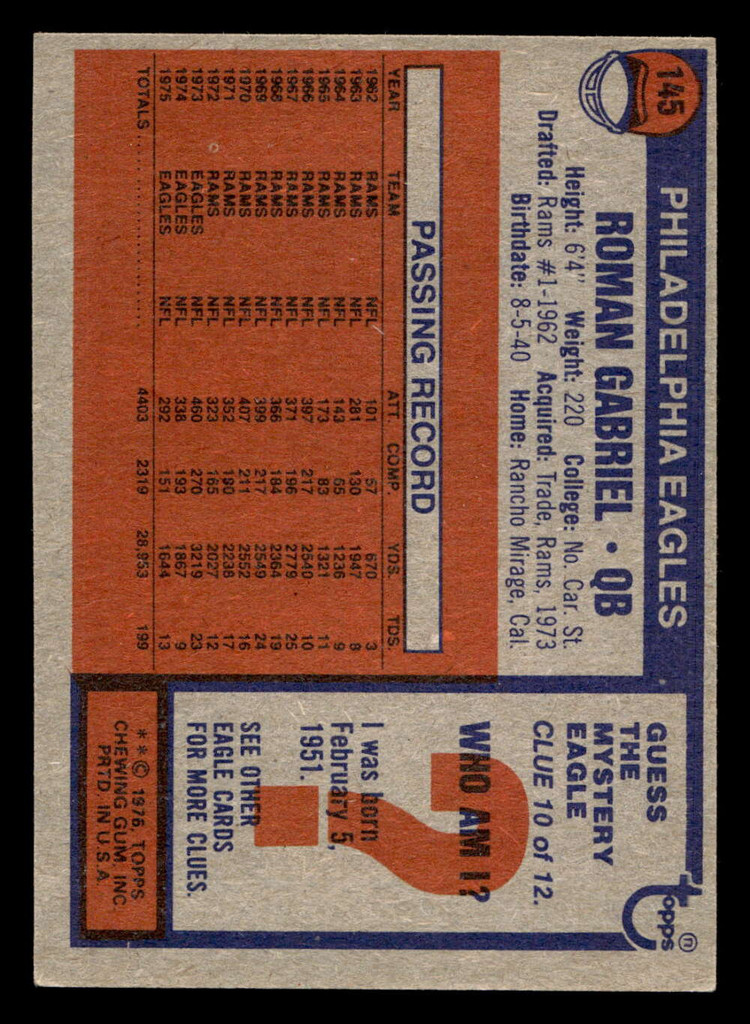 145
PHILADELPHIA EAGLES
ROMAN GABRIEL • QB
Height: 6'4" Weight: 220 College: No. Car. St.
Drafted: Rams #1-1962 Acquired: Trade, Rams, 1973
Birthdate: 8-5-40 Home: Rancho Mirage, Cal.
PASSING RECORD
YEAR TEAM ATT. COMP. YDS. TDS.
1962 RAMS NFL 101 57 670 3
1963 RAMS NFL 281 130 1947 8
1964 RAMS NFL 143 65 1236 9
1965 RAMS NFL 173 83 1321 11
1966 RAMS NFL 397 217 2540 10
1967 RAMS NFL 371 196 2779 25
1968 RAMS NFL 366 184 2364 19
1969 RAMS NFL 399 217 2549 24
1970 RAMS NFL 407 211 2552 16
1971 RAMS NFL 352 180 2238 17
1972 RAMS NFL 323 165 2027 12
1973 EAGLES NFL 460 270 3219 23
1974 EAGLES NFL 338 193 1867 9
1975 EAGLES NFL 292 151 1644 13
TOTALS 4403 2319 28,953 199
topps
GUESS
THE
MYSTERY
EAGLE
CLUE 10 of 12.
?
WHO AM I?
I was born
February 5,
1951.
SEE OTHER
EAGLE CARDS
FOR MORE CLUES.
**© 1976, TOPPS
CHEWING GUM, INC.
PRTD. IN U.S.A